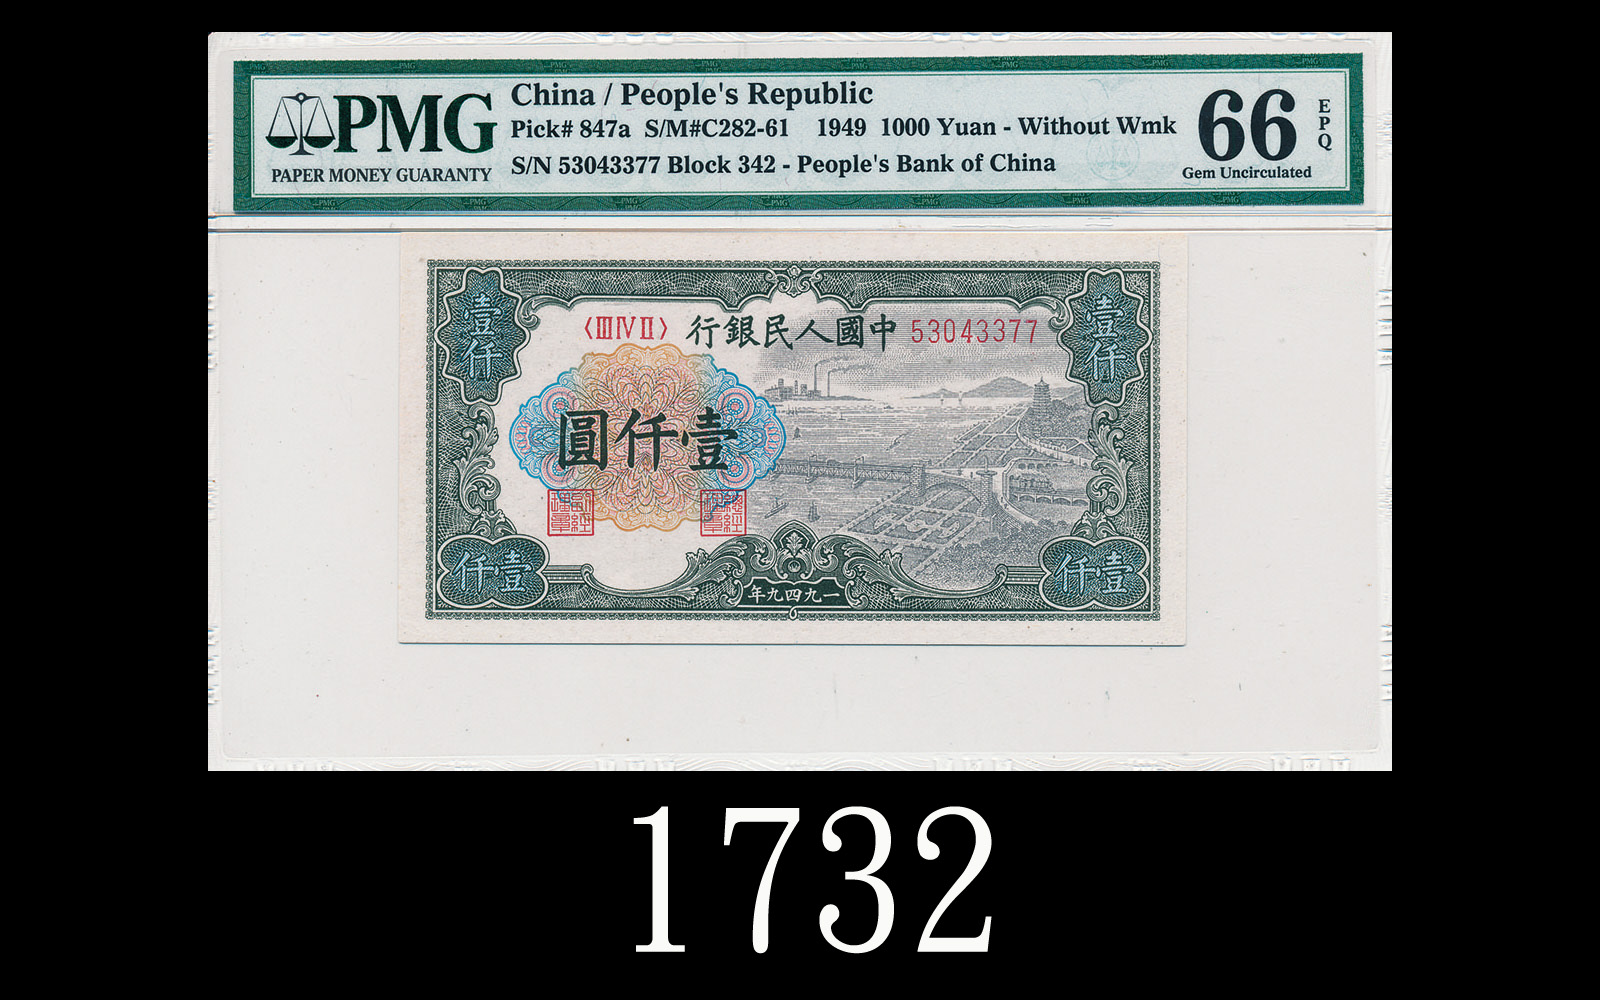 PMG
PAPER MONEY GUARANTY
China / People's Republic
Pick# 847a S/M#C282-61 1949 1000 Yuan - Without Wmk
S/N 53043377 Block 342 - People's Bank of China
66
EPQ
Gem Uncirculated
壹仟
壹仟
〈ⅢⅣⅡ〉
行銀民人國中
53043377
圓仟壹
仟壹
仟壹
年九四九一
1732